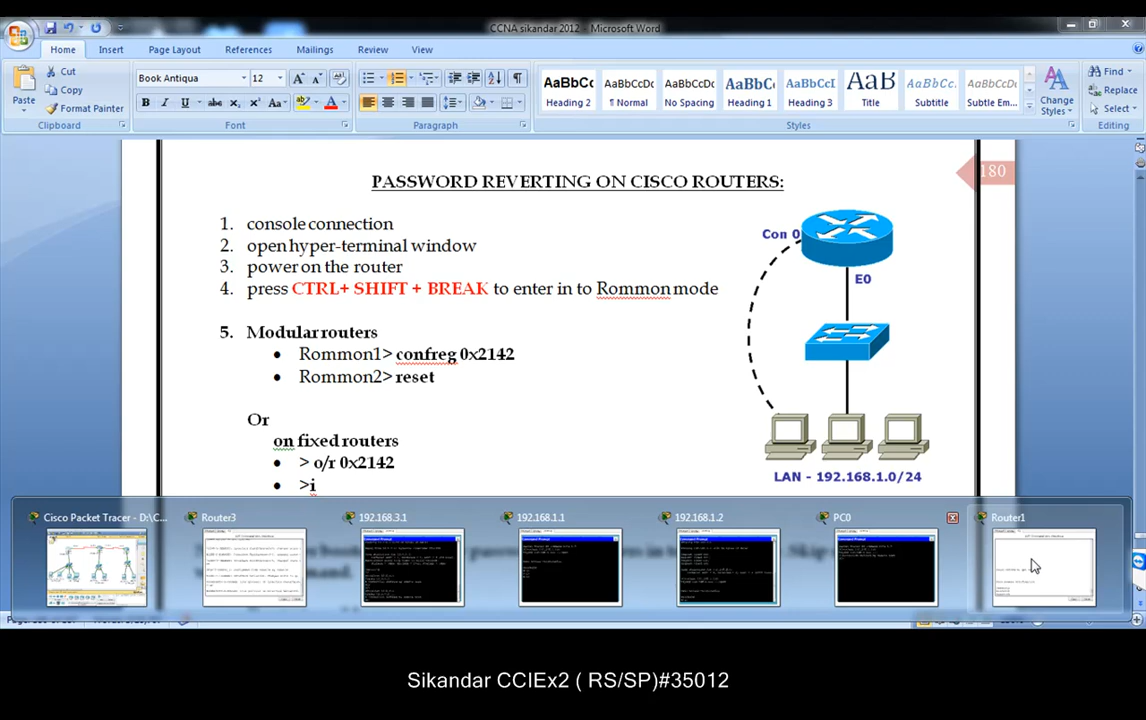 CCNA sikandar 2012 - Microsoft Word
Home Insert Page Layout References Mailings Review View
Paste
Cut
Copy
Format Painter
Clipboard
Book Antiqua 12
B I U abc x₂ x² Aa
Font
Paragraph
AaBbCc AaBbCcDc AaBbCcDc AaBbCc AaBbCcI AaB AaBbCcI AaBbCcDc
Heading 2 ¶ Normal No Spacing Heading 1 Heading 3 Title Subtitle Subtle Em...
Change Styles
Styles
Find
Replace
Select
Editing
180
PASSWORD REVERTING ON CISCO ROUTERS:
1. console connection
2. open hyper-terminal window
3. power on the router
4. press CTRL+ SHIFT + BREAK to enter in to Rommon mode
5. Modular routers
• Rommon1> confreg 0x2142
• Rommon2> reset
Or
on fixed routers
• > o/r 0x2142
• >i
Con 0
E0
LAN - 192.168.1.0/24
Cisco Packet Tracer - D:\C...
Router3
192.168.3.1
192.168.1.1
192.168.1.2
PC0
Router1
Sikandar CCIEx2 ( RS/SP)#35012